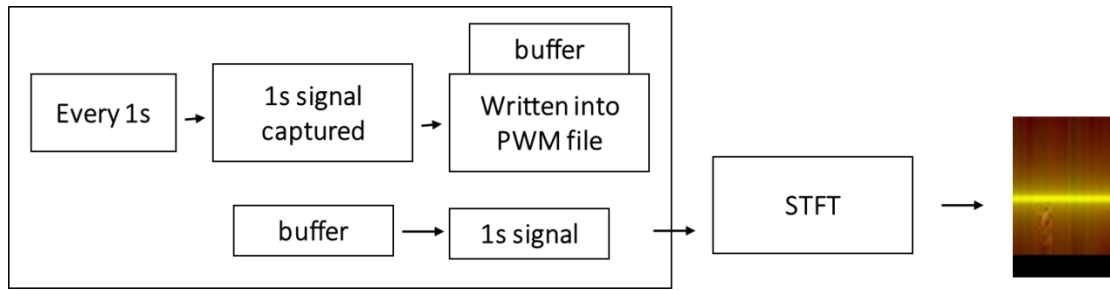 buffer
Every 1s
1s signal
captured
Written into
PWM file
STFT
buffer
1s signal